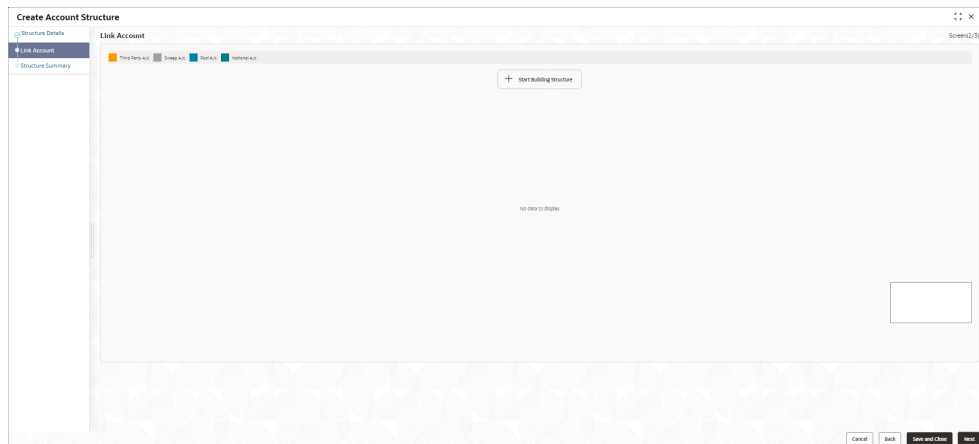 Create Account Structure
Structure Details
Link Account
Structure Summary
Link Account
Screen(2/3)
Third Party A/c Sweep A/c Pool A/c Notional A/c
Start Building Structure
No data to display
Cancel Back Save and Close Next